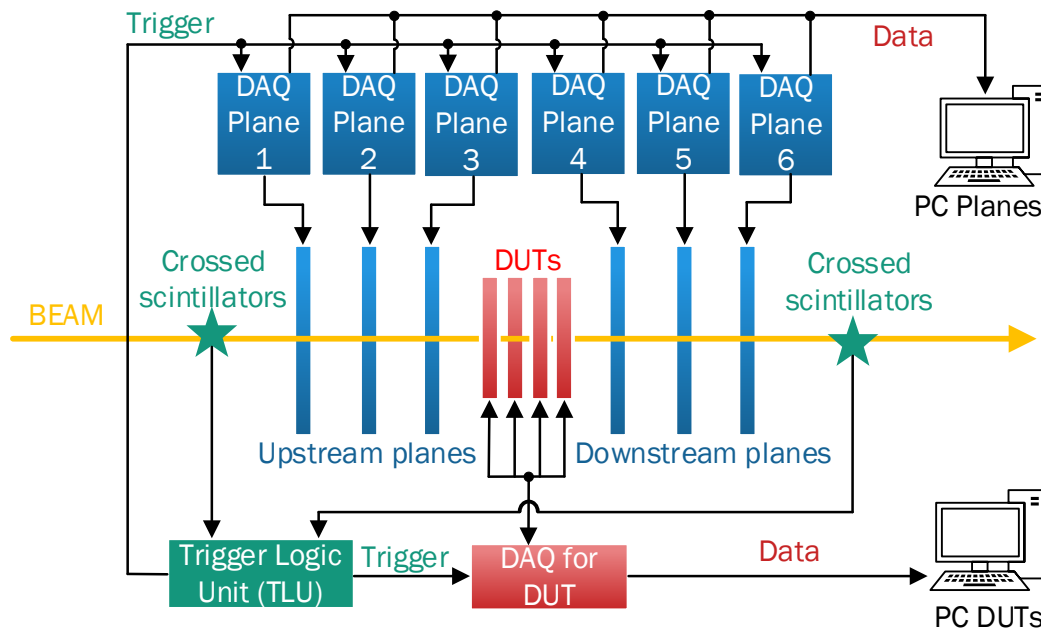 Trigger
Data
DAQ
Plane
1
DAQ
Plane
2
DAQ
Plane
3
DAQ
Plane
4
DAQ
Plane
5
DAQ
Plane
6
PC Planes
Crossed
scintillators
DUTs
Crossed
scintillators
BEAM
Upstream planes
Downstream planes
Trigger Logic
Unit (TLU)
Trigger
DAQ for
DUT
Data
PC DUTs